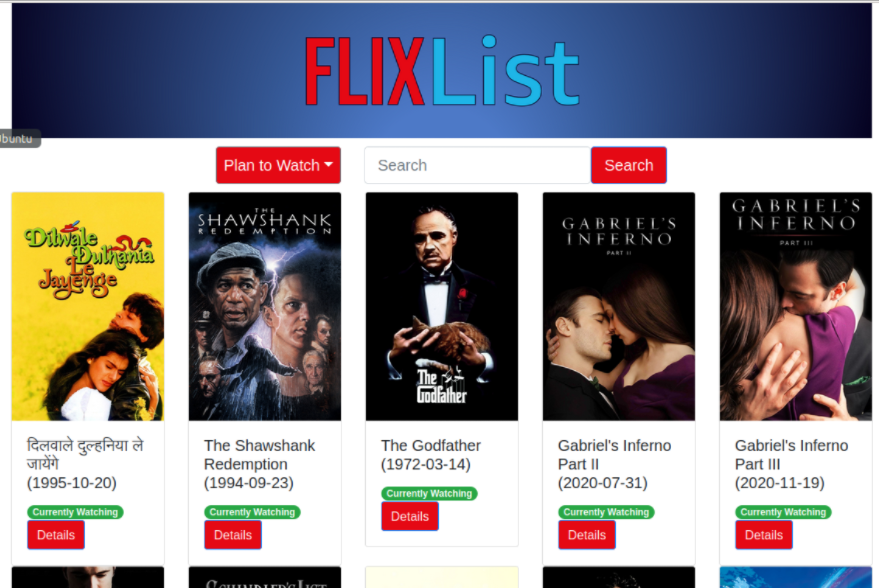 FLIXList
buntu
Plan to Watch
Search
Search
Dilwale
Dulhania
Le
Jayenge
THE
SHAWSHANK
REDEMPTION
The
Godfather
GABRIEL'S
INFERNO
PART II
GABRIEL'S
INFERNO
PART III
दिलवाले दुल्हनिया ले
जायेंगे
(1995-10-20)
Currently Watching
Details
The Shawshank
Redemption
(1994-09-23)
Currently Watching
Details
The Godfather
(1972-03-14)
Currently Watching
Details
Gabriel's Inferno
Part II
(2020-07-31)
Currently Watching
Details
Gabriel's Inferno
Part III
(2020-11-19)
Currently Watching
Details
SCHINDLER'S LIST